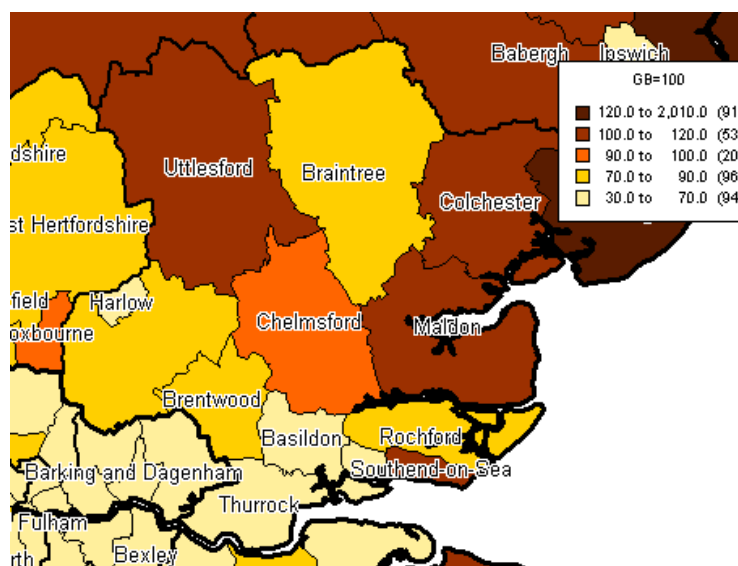 Babergh
Ipswich
GB=100
120.0 to 2,010.0 (91
100.0 to 120.0 (53
90.0 to 100.0 (20
70.0 to 90.0 (96
30.0 to 70.0 (94
dshire
Uttlesford
Braintree
Colchester
st Hertfordshire
field
Harlow
oxbourne
Chelmsford
Maldon
Brentwood
Basildon
Rochford
Southend-on-Sea
Barking and Dagenham
Thurrock
Fulham
rth
Bexley